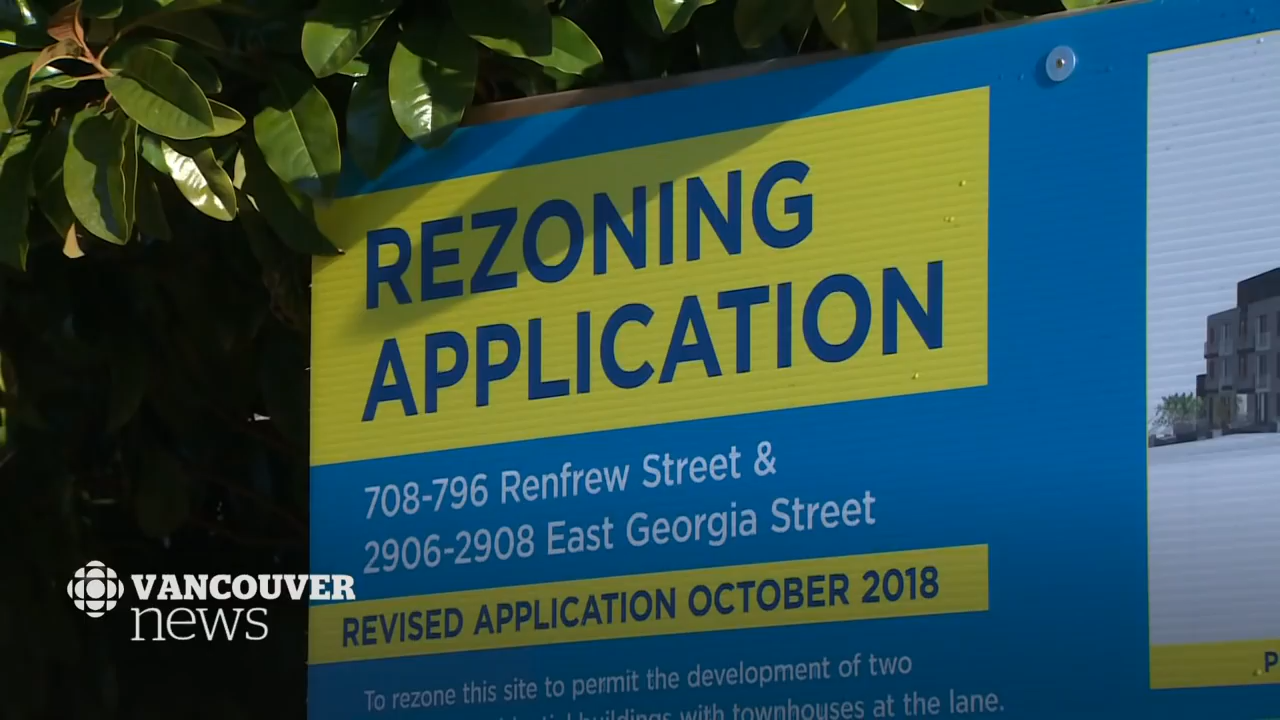 REZONING
APPLICATION
708-796 Renfrew Street &
2906-2908 East Georgia Street
REVISED APPLICATION OCTOBER 2018
To rezone this site to permit the development of two
buildings with townhouses at the lane.
P
VANCOUVER
news